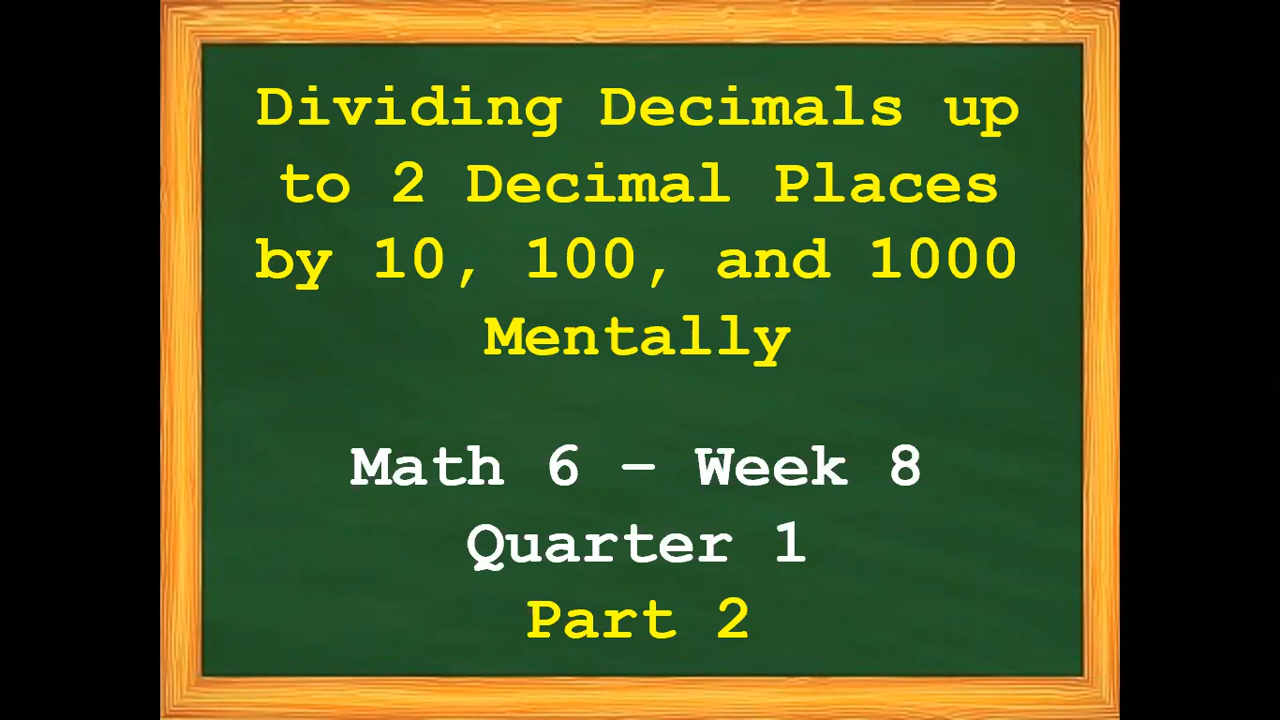 Dividing Decimals up
to 2 Decimal Places
by 10, 100, and 1000
Mentally
Math 6 – Week 8
Quarter 1
Part 2